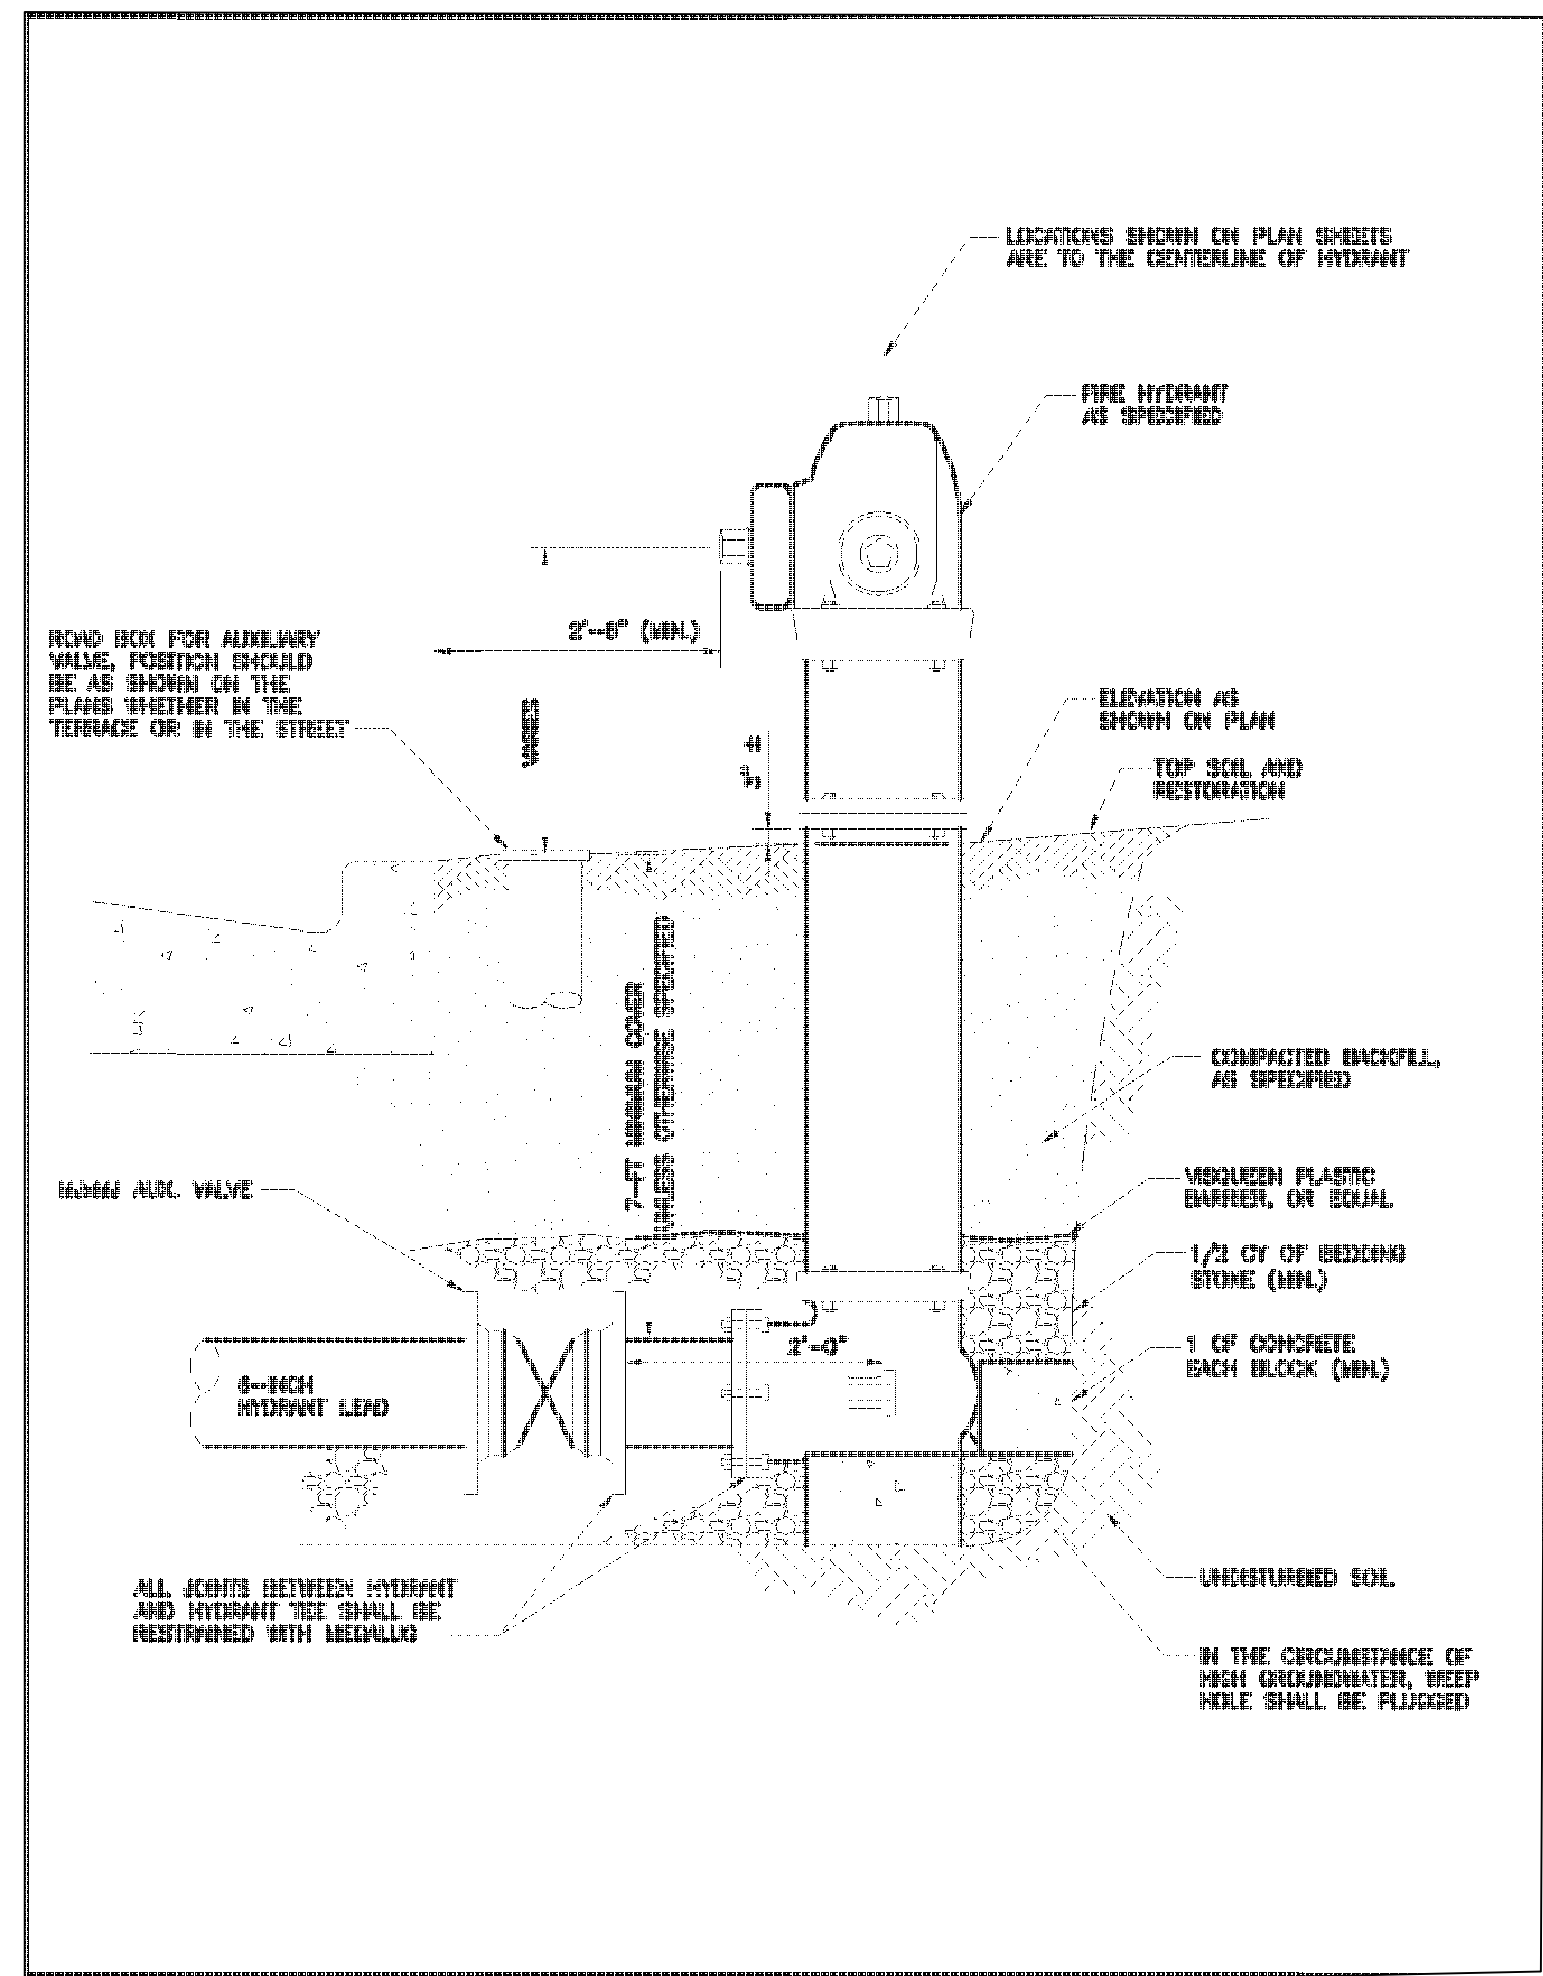 LOCATIONS SHOWN ON PLAN SHEETS
ARE TO THE CENTERLINE OF HYDRANT
FIRE HYDRANT
AS SPECIFIED
2'-6" (MIN.)
ROAD BOX FOR AUXILIARY
VALVE, POSITION SHOULD
BE AS SHOWN ON THE
PLANS WHETHER IN THE
TERRACE OR IN THE STREET
VARIES
ELEVATION AS
SHOWN ON PLAN
TOP SOIL AND
RESTORATION
7-FT MINIMUM COVER
UNLESS OTHERWISE SPECIFIED
COMPACTED BACKFILL,
AS SPECIFIED
AUX. VALVE
VISQUEEN PLASTIC
BARRIER, OR EQUAL
1/2 CY OF BEDDING
STONE (MIN.)
2'-0"
1 CF CONCRETE
BACK BLOCK (MIN.)
6-INCH
HYDRANT LEAD
UNDISTURBED SOIL
ALL JOINTS BETWEEN HYDRANT
AND HYDRANT TEE SHALL BE
RESTRAINED WITH MEGALUG
IN THE CIRCUMSTANCE OF
HIGH GROUNDWATER, WEEP
HOLE SHALL BE PLUGGED